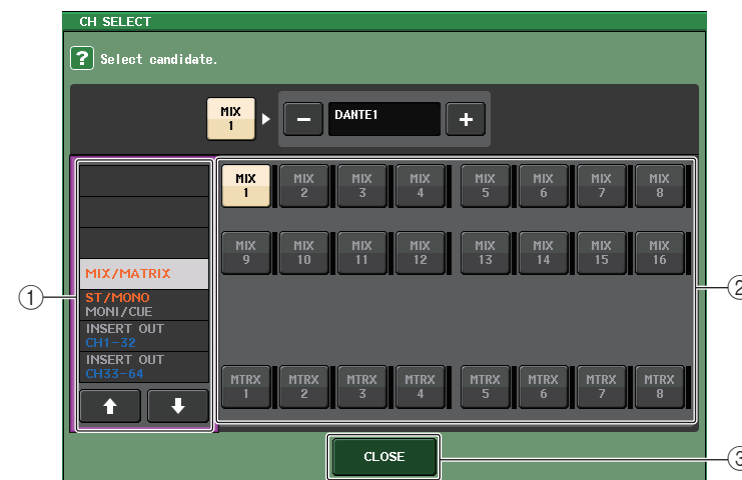 CH SELECT
? Select candidate.
MIX 1
− DANTE1 +
MIX/MATRIX
ST/MONO
MONI/CUE
INSERT OUT
CH1-32
INSERT OUT
CH33-64
MIX 1 MIX 2 MIX 3 MIX 4 MIX 5 MIX 6 MIX 7 MIX 8
MIX 9 MIX 10 MIX 11 MIX 12 MIX 13 MIX 14 MIX 15 MIX 16
MTRX 1 MTRX 2 MTRX 3 MTRX 4 MTRX 5 MTRX 6 MTRX 7 MTRX 8
CLOSE
1
2
3